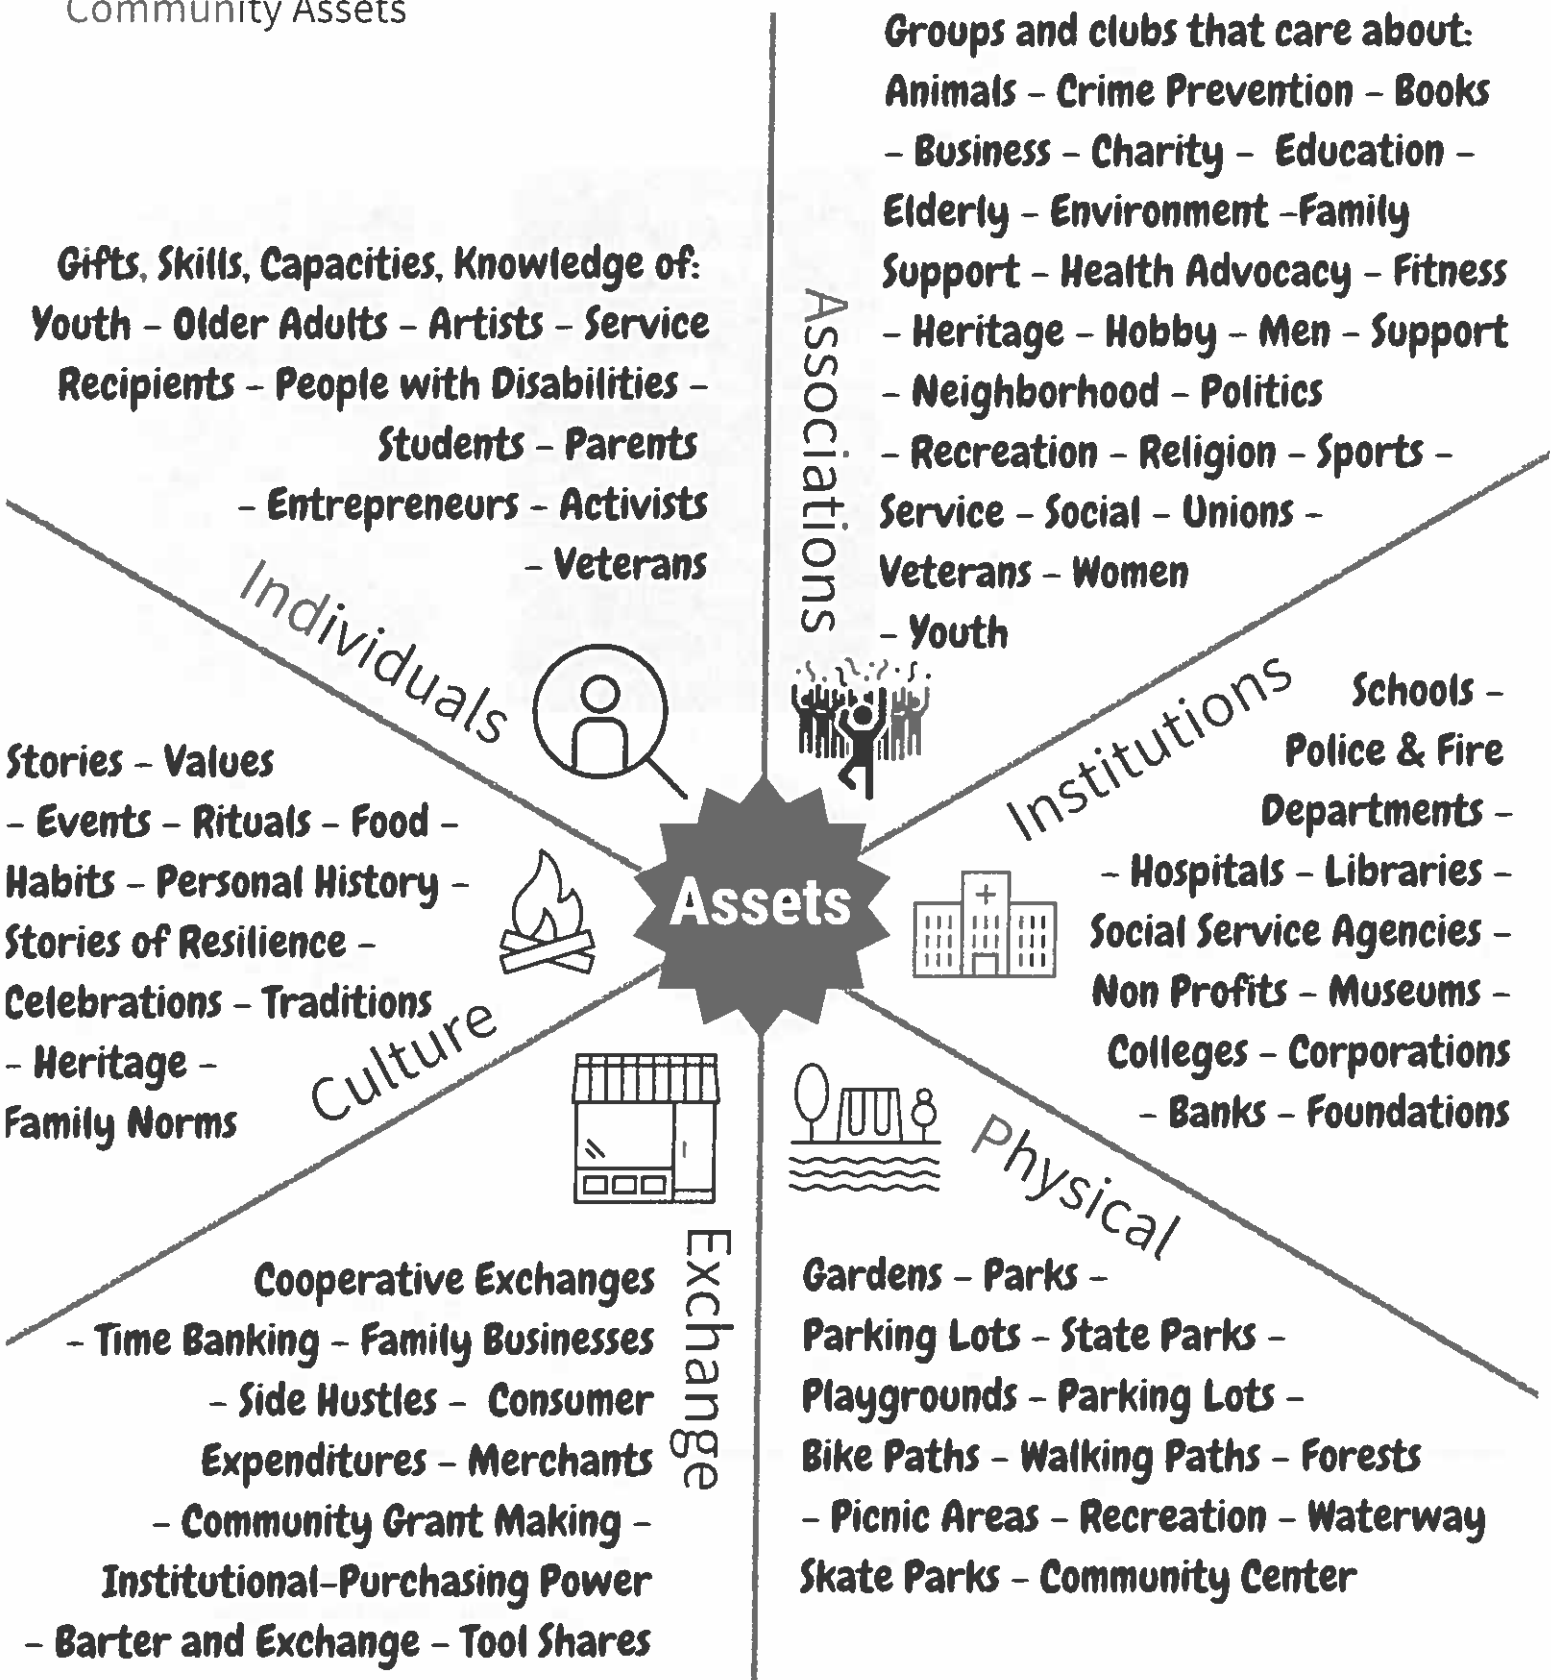 Community Assets
Gifts, Skills, Capacities, Knowledge of:
Youth - Older Adults - Artists - Service
Recipients - People with Disabilities -
Students - Parents
- Entrepreneurs - Activists
- Veterans
Individuals
Groups and clubs that care about:
Animals - Crime Prevention - Books
- Business - Charity - Education -
Elderly - Environment -Family
Support - Health Advocacy - Fitness
- Heritage - Hobby - Men - Support
- Neighborhood - Politics
- Recreation - Religion - Sports -
Service - Social - Unions -
Veterans - Women
- Youth
Associations
Institutions
Schools -
Police & Fire
Departments -
- Hospitals - Libraries -
Social Service Agencies -
Non Profits - Museums -
Colleges - Corporations
- Banks - Foundations
Assets
Stories - Values
- Events - Rituals - Food -
Habits - Personal History -
Stories of Resilience -
Celebrations - Traditions
- Heritage -
Family Norms
Culture
Exchange
Cooperative Exchanges
- Time Banking - Family Businesses
- Side Hustles - Consumer
Expenditures - Merchants
- Community Grant Making -
Institutional-Purchasing Power
- Barter and Exchange - Tool Shares
Physical
Gardens - Parks -
Parking Lots - State Parks -
Playgrounds - Parking Lots -
Bike Paths - Walking Paths - Forests
- Picnic Areas - Recreation - Waterway
Skate Parks - Community Center